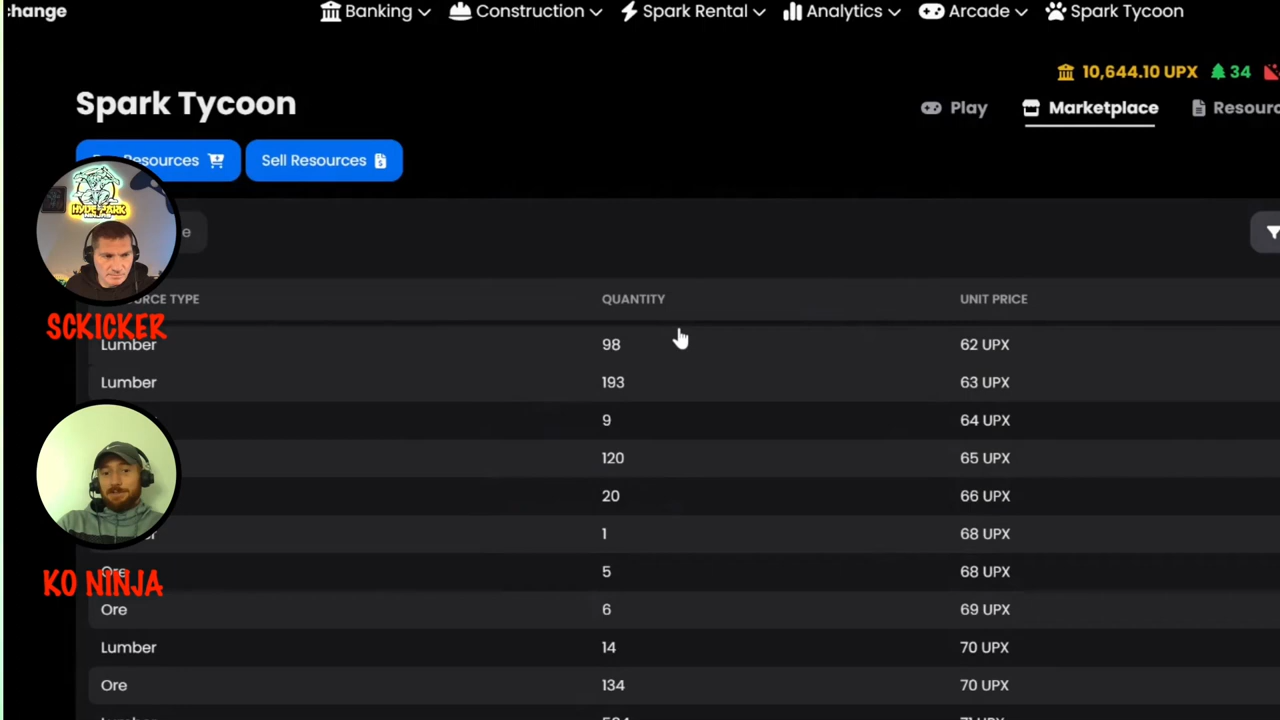 change Banking Construction Spark Rental Analytics Arcade Spark Tycoon
10,644.10 UPX 34
Spark Tycoon
Play Marketplace
Resources Sell Resources
HYDE PARK
SCKICKER
QUANTITY UNIT PRICE
Lumber 98 62 UPX
Lumber 193 63 UPX
9 64 UPX
120 65 UPX
20 66 UPX
1 68 UPX
KO NINJA
5 68 UPX
Ore 6 69 UPX
Lumber 14 70 UPX
Ore 134 70 UPX